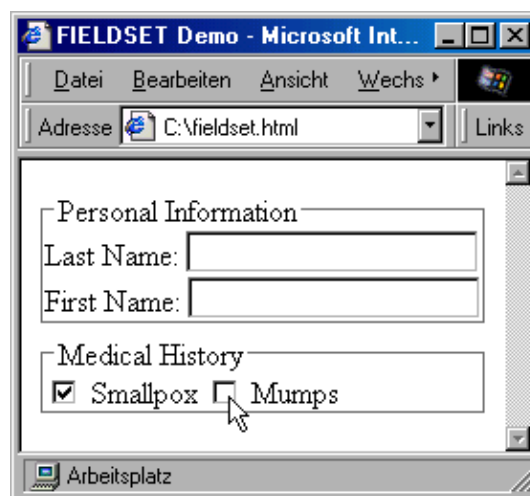 FIELDSET Demo - Microsoft Int...
Datei Bearbeiten Ansicht Wechs
Adresse C:\fieldset.html Links
Personal Information
Last Name:
First Name:
Medical History
Smallpox Mumps
Arbeitsplatz